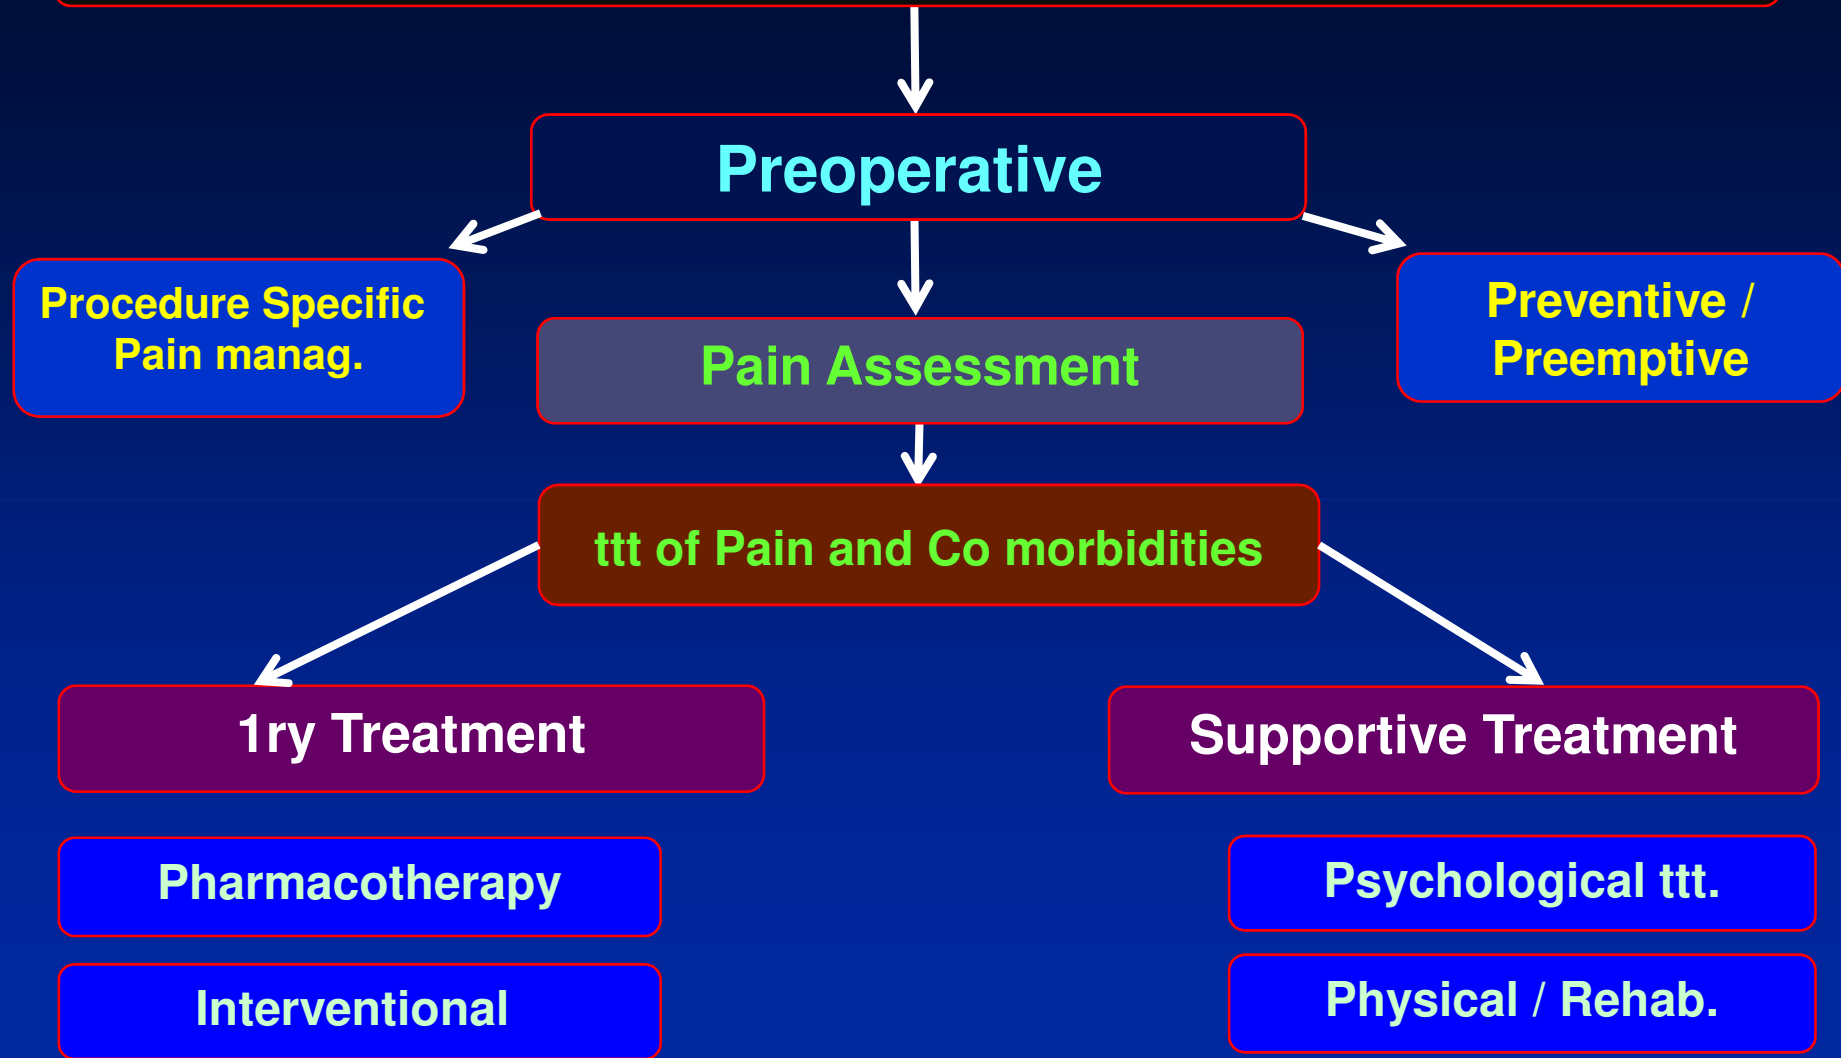 Preoperative
Procedure Specific
Pain manag.
Pain Assessment
Preventive /
Preemptive
ttt of Pain and Co morbidities
1ry Treatment
Supportive Treatment
Pharmacotherapy
Psychological ttt.
Interventional
Physical / Rehab.